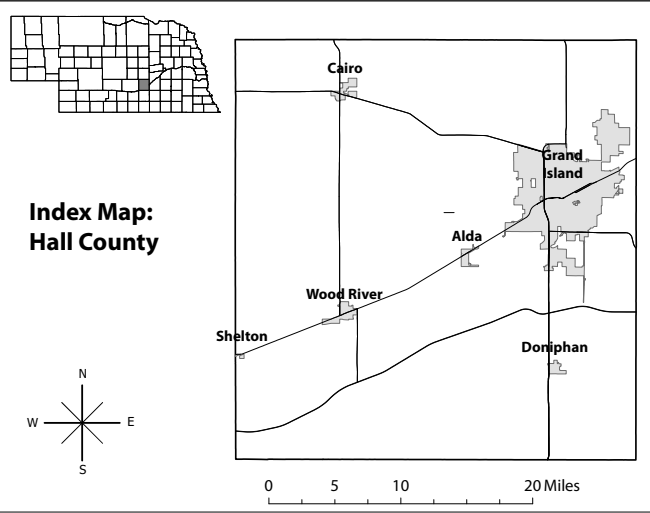 Cairo
Grand
Island
Index Map:
Hall County
Alda
Wood River
Shelton
Doniphan
N
W E
S
0 5 10 20 Miles